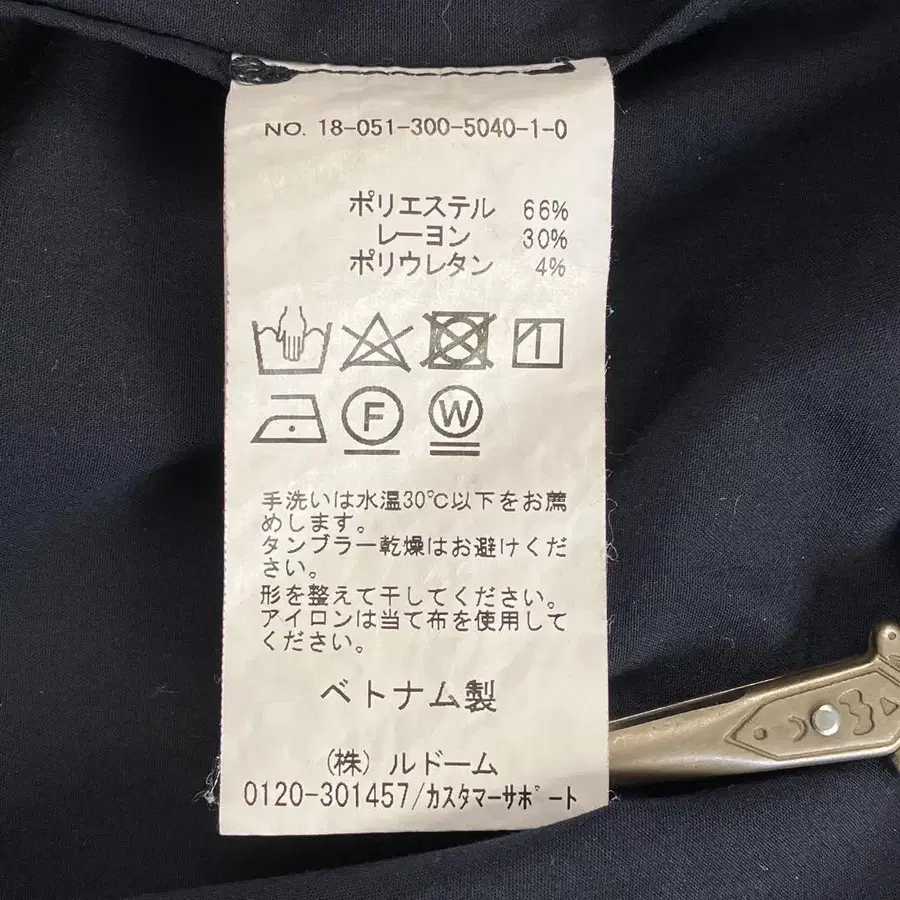 NO. 18-051-300-5040-1-0
ポリエステル 66%
レーヨン 30%
ポリウレタン 4%
F W
手洗いは水温30℃以下をお薦
めします。
タンブラー乾燥はお避けくだ
さい。
形を整えて干してください。
アイロンは当て布を使用して
ください。
ベトナム製
(株) ルドーム
0120-301457/カスタマーサポート